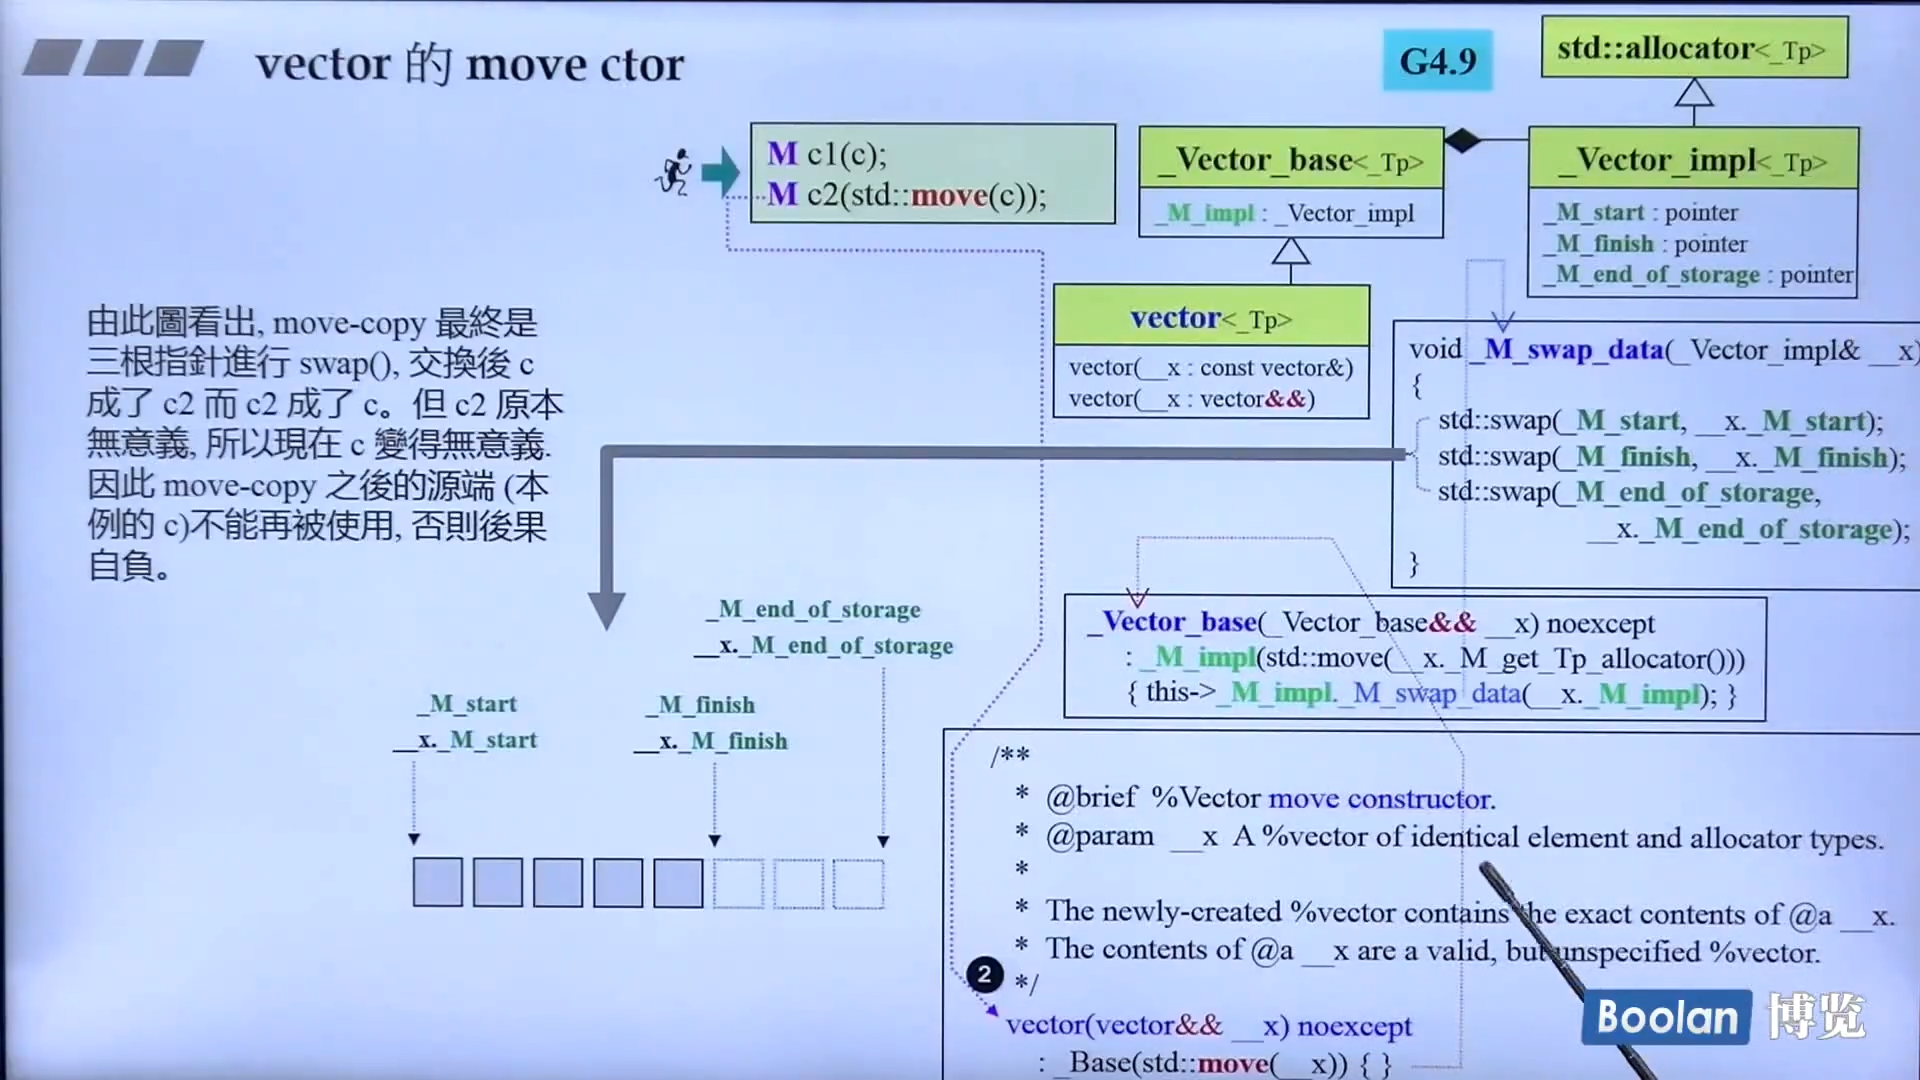 vector 的 move ctor
G4.9
std::allocator<_Tp>
M c1(c);
M c2(std::move(c));
_Vector_base<_Tp>
_M_impl : _Vector_impl
_Vector_impl<_Tp>
_M_start : pointer
_M_finish : pointer
_M_end_of_storage : pointer
vector<_Tp>
vector(__x : const vector&)
vector(__x : vector&&)
由此圖看出, move-copy 最終是
三根指針進行 swap(), 交換後 c
成了 c2 而 c2 成了 c。但 c2 原本
無意義, 所以現在 c 變得無意義.
因此 move-copy 之後的源端 (本
例的 c)不能再被使用, 否則後果
自負。
void _M_swap_data(_Vector_impl& __x)
{
std::swap(_M_start, __x._M_start);
std::swap(_M_finish, __x._M_finish);
std::swap(_M_end_of_storage,
__x._M_end_of_storage);
}
_Vector_base(_Vector_base&& __x) noexcept
: _M_impl(std::move(__x._M_get_Tp_allocator()))
{ this->_M_impl._M_swap_data(__x._M_impl); }
_M_end_of_storage
__x._M_end_of_storage
_M_start
__x._M_start
_M_finish
__x._M_finish
/**
* @brief %Vector move constructor.
* @param __x A %vector of identical element and allocator types.
*
* The newly-created %vector contains the exact contents of @a __x.
* The contents of @a __x are a valid, but unspecified %vector.
*/
2
vector(vector&& __x) noexcept
: _Base(std::move(__x)) { }
Boolan 博览